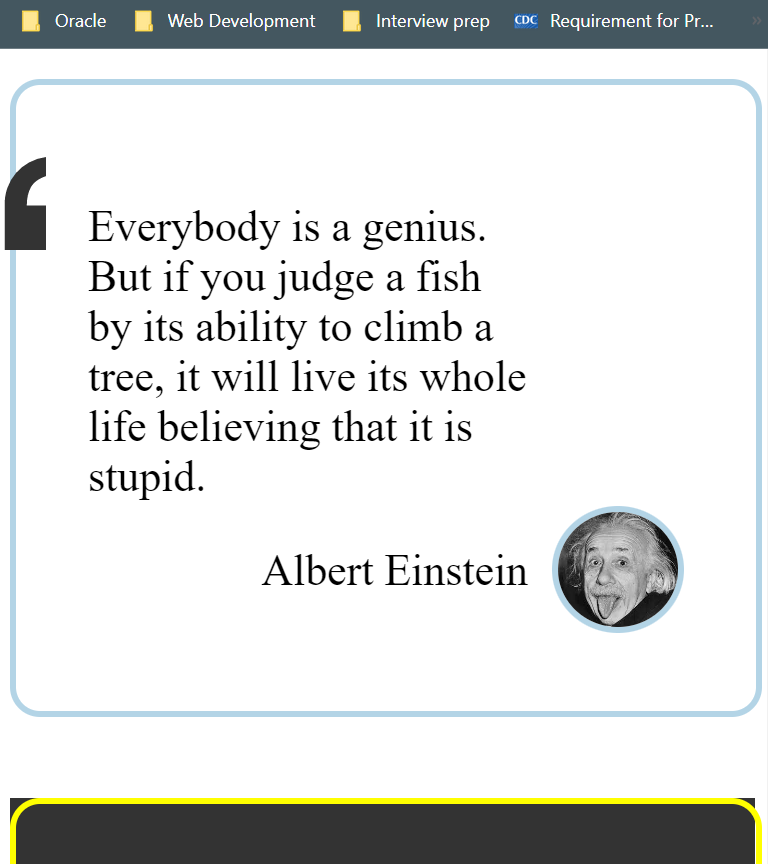 Oracle Web Development Interview prep CDC Requirement for Pr... »
‘
Everybody is a genius.
But if you judge a fish
by its ability to climb a
tree, it will live its whole
life believing that it is
stupid.
Albert Einstein